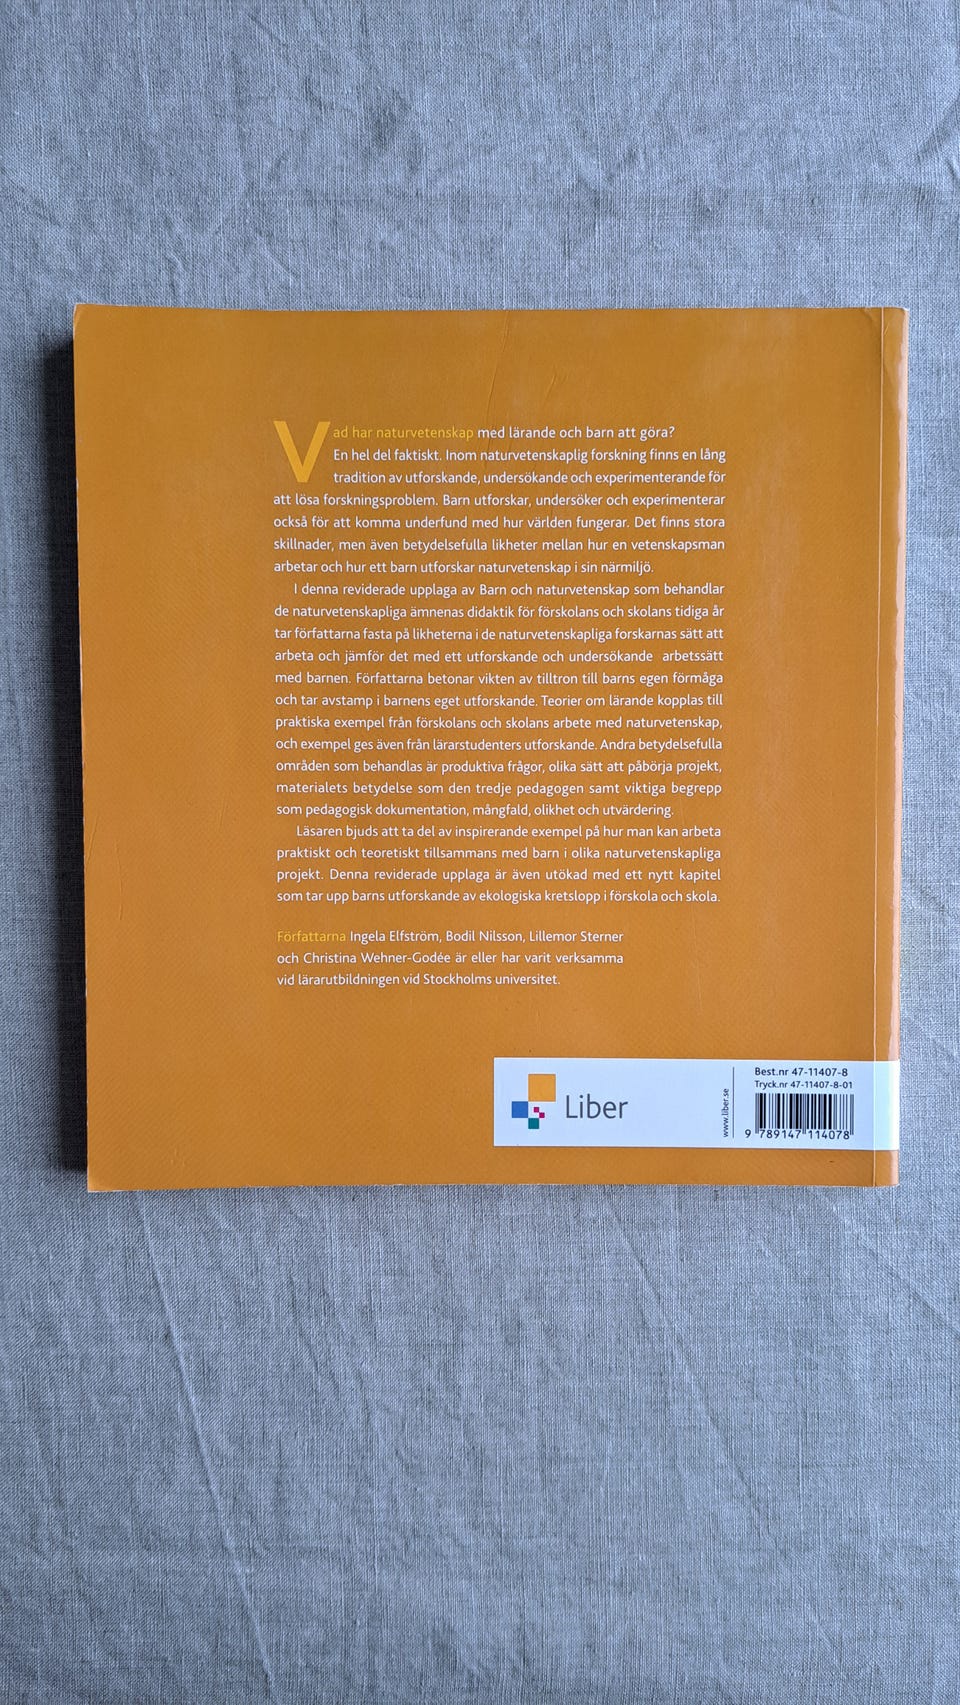 Vad har naturvetenskap med lärande och barn att göra?
En hel del faktiskt. Inom naturvetenskaplig forskning finns en lång
tradition av utforskande, undersökande och experimenterande för
att lösa forskningsproblem. Barn utforskar, undersöker och experimenterar
också för att komma underfund med hur världen fungerar. Det finns stora
skillnader, men även betydelsefulla likheter mellan hur en vetenskapsman
arbetar och hur ett barn utforskar naturvetenskap i sin närmiljö.
I denna reviderade upplaga av Barn och naturvetenskap som behandlar
de naturvetenskapliga ämnenas didaktik för förskolans och skolans tidiga år
tar författarna fasta på likheterna i de naturvetenskapliga forskarnas sätt att
arbeta och jämför det med ett utforskande och undersökande arbetssätt
med barnen. Författarna betonar vikten av tilltron till barns egen förmåga
och tar avstamp i barnens eget utforskande. Teorier om lärande kopplas till
praktiska exempel från förskolans och skolans arbete med naturvetenskap,
och exempel ges även från lärarstudenters utforskande. Andra betydelsefulla
områden som behandlas är produktiva frågor, olika sätt att påbörja projekt,
materialets betydelse som den tredje pedagogen samt viktiga begrepp
som pedagogisk dokumentation, mångfald, olikhet och utvärdering.
Läsaren bjuds att ta del av inspirerande exempel på hur man kan arbeta
praktiskt och teoretiskt tillsammans med barn i olika naturvetenskapliga
projekt. Denna reviderade upplaga är även utökad med ett nytt kapitel
som tar upp barns utforskande av ekologiska kretslopp i förskola och skola.
Författarna Ingela Elfström, Bodil Nilsson, Lillemor Sterner
och Christina Wehner-Godée är eller har varit verksamma
vid lärarutbildningen vid Stockholms universitet.
Liber
www.liber.se
Best.nr 47-11407-8
Tryck.nr 47-11407-8-01
9 789147 114078